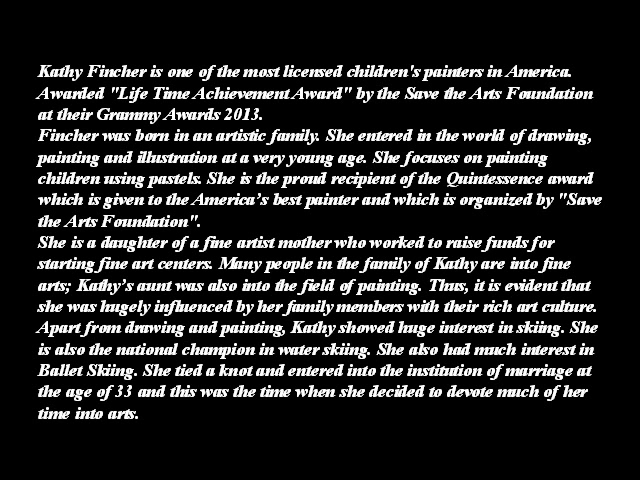 Kathy Fincher is one of the most licensed children's painters in America.
Awarded "Life Time Achievement Award" by the Save the Arts Foundation
at their Grammy Awards 2013.
Fincher was born in an artistic family. She entered in the world of drawing,
painting and illustration at a very young age. She focuses on painting
children using pastels. She is the proud recipient of the Quintessence award
which is given to the America’s best painter and which is organized by "Save
the Arts Foundation".
She is a daughter of a fine artist mother who worked to raise funds for
starting fine art centers. Many people in the family of Kathy are into fine
arts; Kathy’s aunt was also into the field of painting. Thus, it is evident that
she was hugely influenced by her family members with their rich art culture.
Apart from drawing and painting, Kathy showed huge interest in skiing. She
is also the national champion in water skiing. She also had much interest in
Ballet Skiing. She tied a knot and entered into the institution of marriage at
the age of 33 and this was the time when she decided to devote much of her
time into arts.